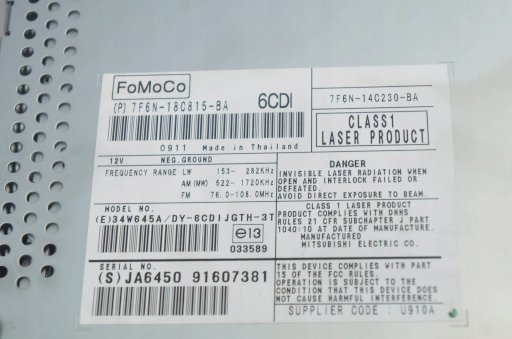 FoMoCo
(P) 7F6N-18C815-BA 6CDI
0911 Made in Thailand
7F6N-14C230-BA
CLASS1
LASER PRODUCT
12V NEG.GROUND
FREQUENCY RANGE LW 153- 282KHz
AM (MW) 522- 1720KHz
FM 76.0-108.0MHz
DANGER
INVISIBLE LASER RADIATION WHEN
OPEN AND INTERLOCK FAILED OR
DEFEATED.
AVOID DIRECT EXPOSURE TO BEAM.
MODEL NO.
(E)34W645A/DY-6CDIJGTH-3T
e13
033589
CLASS 1 LASER PRODUCT
PRODUCT COMPLIES WITH DHHS
RULES 21 CFR SUBCHAPTER J PART
1040:10 AT DATE OF MANUFACTURE.
MANUFACTURED
MITSUBISHI ELECTRIC CO.
SERIAL NO.
(S)JA6450 91607381
THIS DEVICE COMPLIES WITH PART
15 OF THE FCC RULES.
OPERATION IS SUBJECT TO THE
CONDITION THAT THIS DEVICE DOES
NOT CAUSE HARMFUL INTERFERENCE.
SUPPLIER CODE : U910A